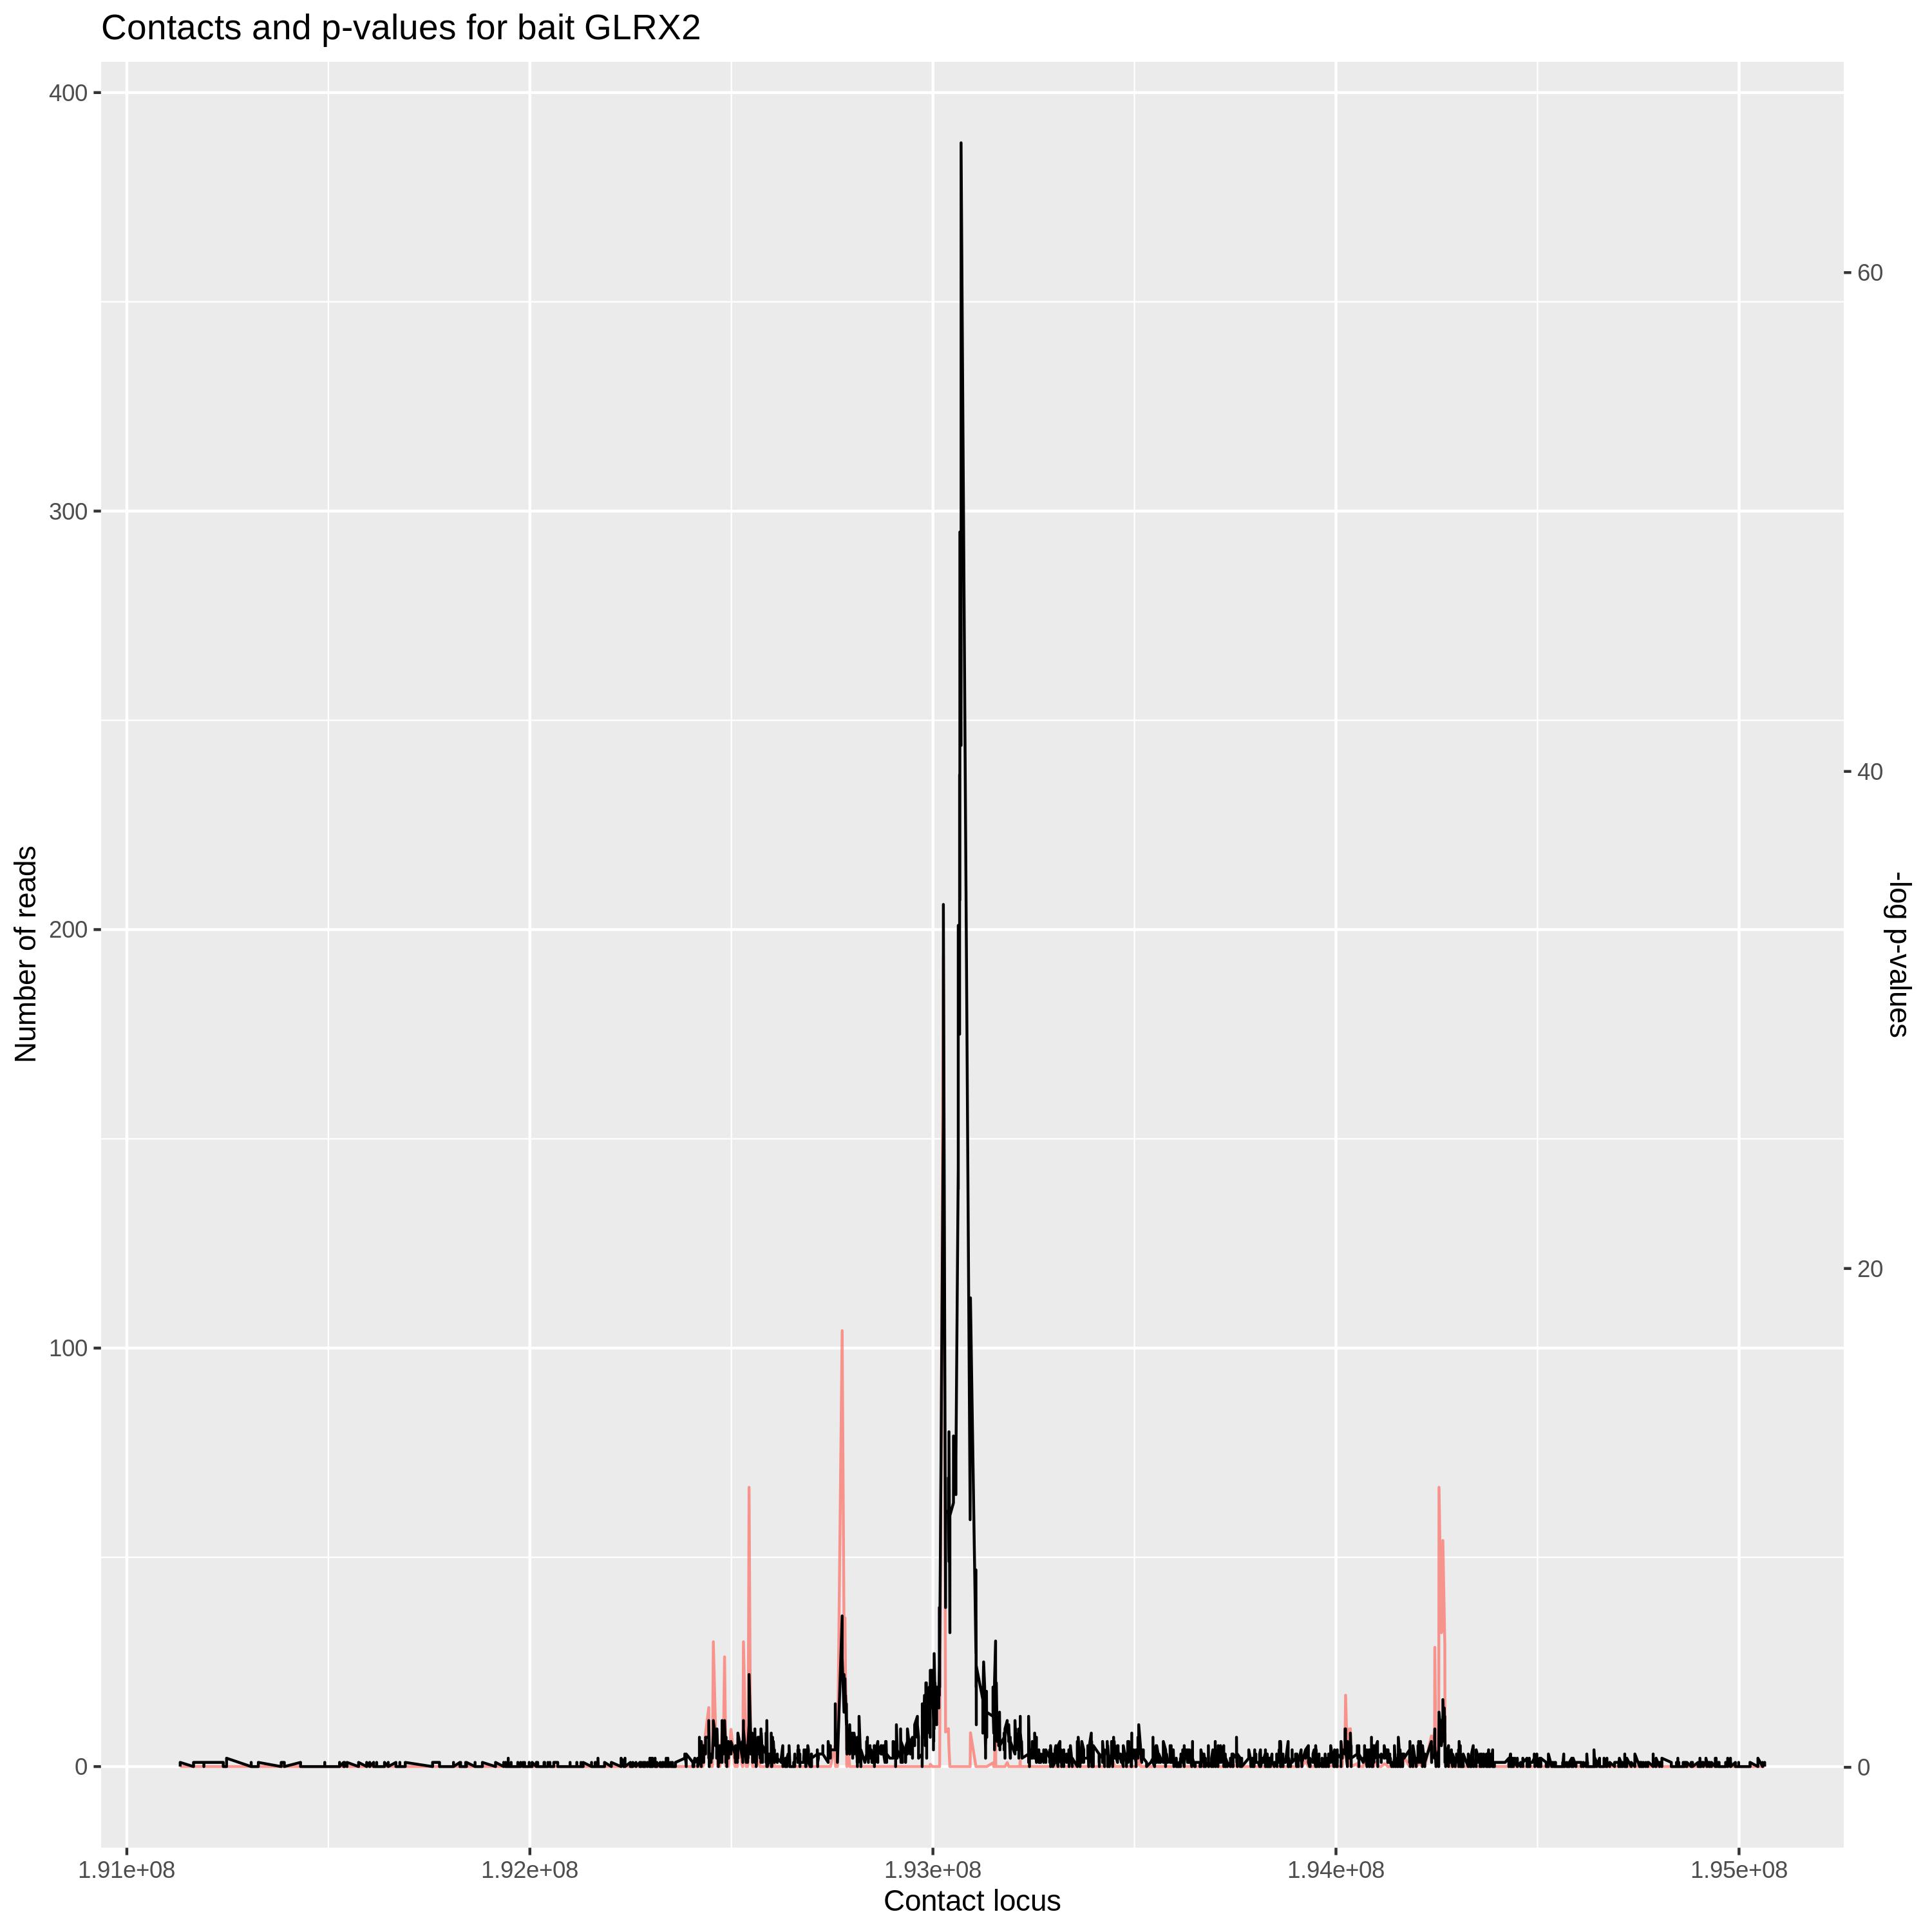 Contacts and p-values for bait GLRX2
400
300
200
100
0
Number of reads
60
40
20
0
-log p-values
1.91e+08
1.92e+08
1.93e+08
1.94e+08
1.95e+08
Contact locus